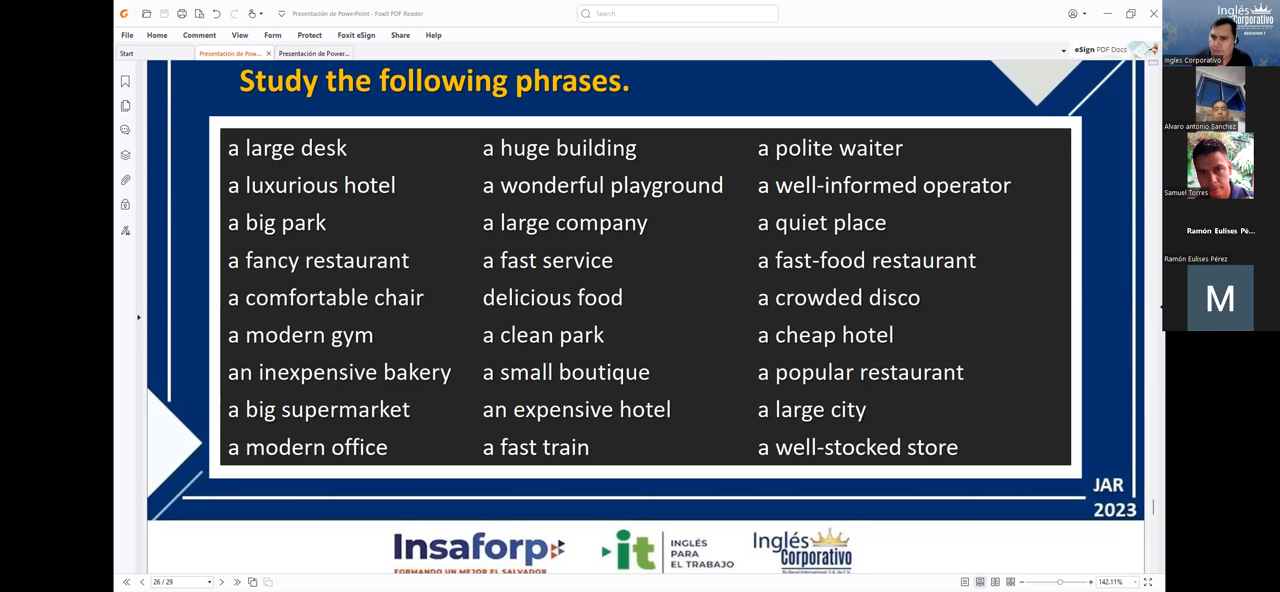 Presentación de PowerPoint - Foxit PDF Reader
Search
File Home Comment View Form Protect Foxit eSign Share Help
Start
Presentación de Pow...
Presentación de Power...
eSign PDF Docs
Study the following phrases.
a large desk
a luxurious hotel
a big park
a fancy restaurant
a comfortable chair
a modern gym
an inexpensive bakery
a big supermarket
a modern office
a huge building
a wonderful playground
a large company
a fast service
delicious food
a clean park
a small boutique
an expensive hotel
a fast train
a polite waiter
a well-informed operator
a quiet place
a fast-food restaurant
a crowded disco
a cheap hotel
a popular restaurant
a large city
a well-stocked store
JAR
2023
Insaforp
FORMANDO UN MEJOR EL SALVADOR
it
INGLÉS
PARA
EL TRABAJO
Inglés
Corporativo
26 / 29
142.11%
Inglés
Corporativo
BEGINNER 1
Ingles Corporativo
Alvaro antonio Sanchez
Samuel Torres
Ramón Eulises Pé...
Ramón Eulises Pérez
M